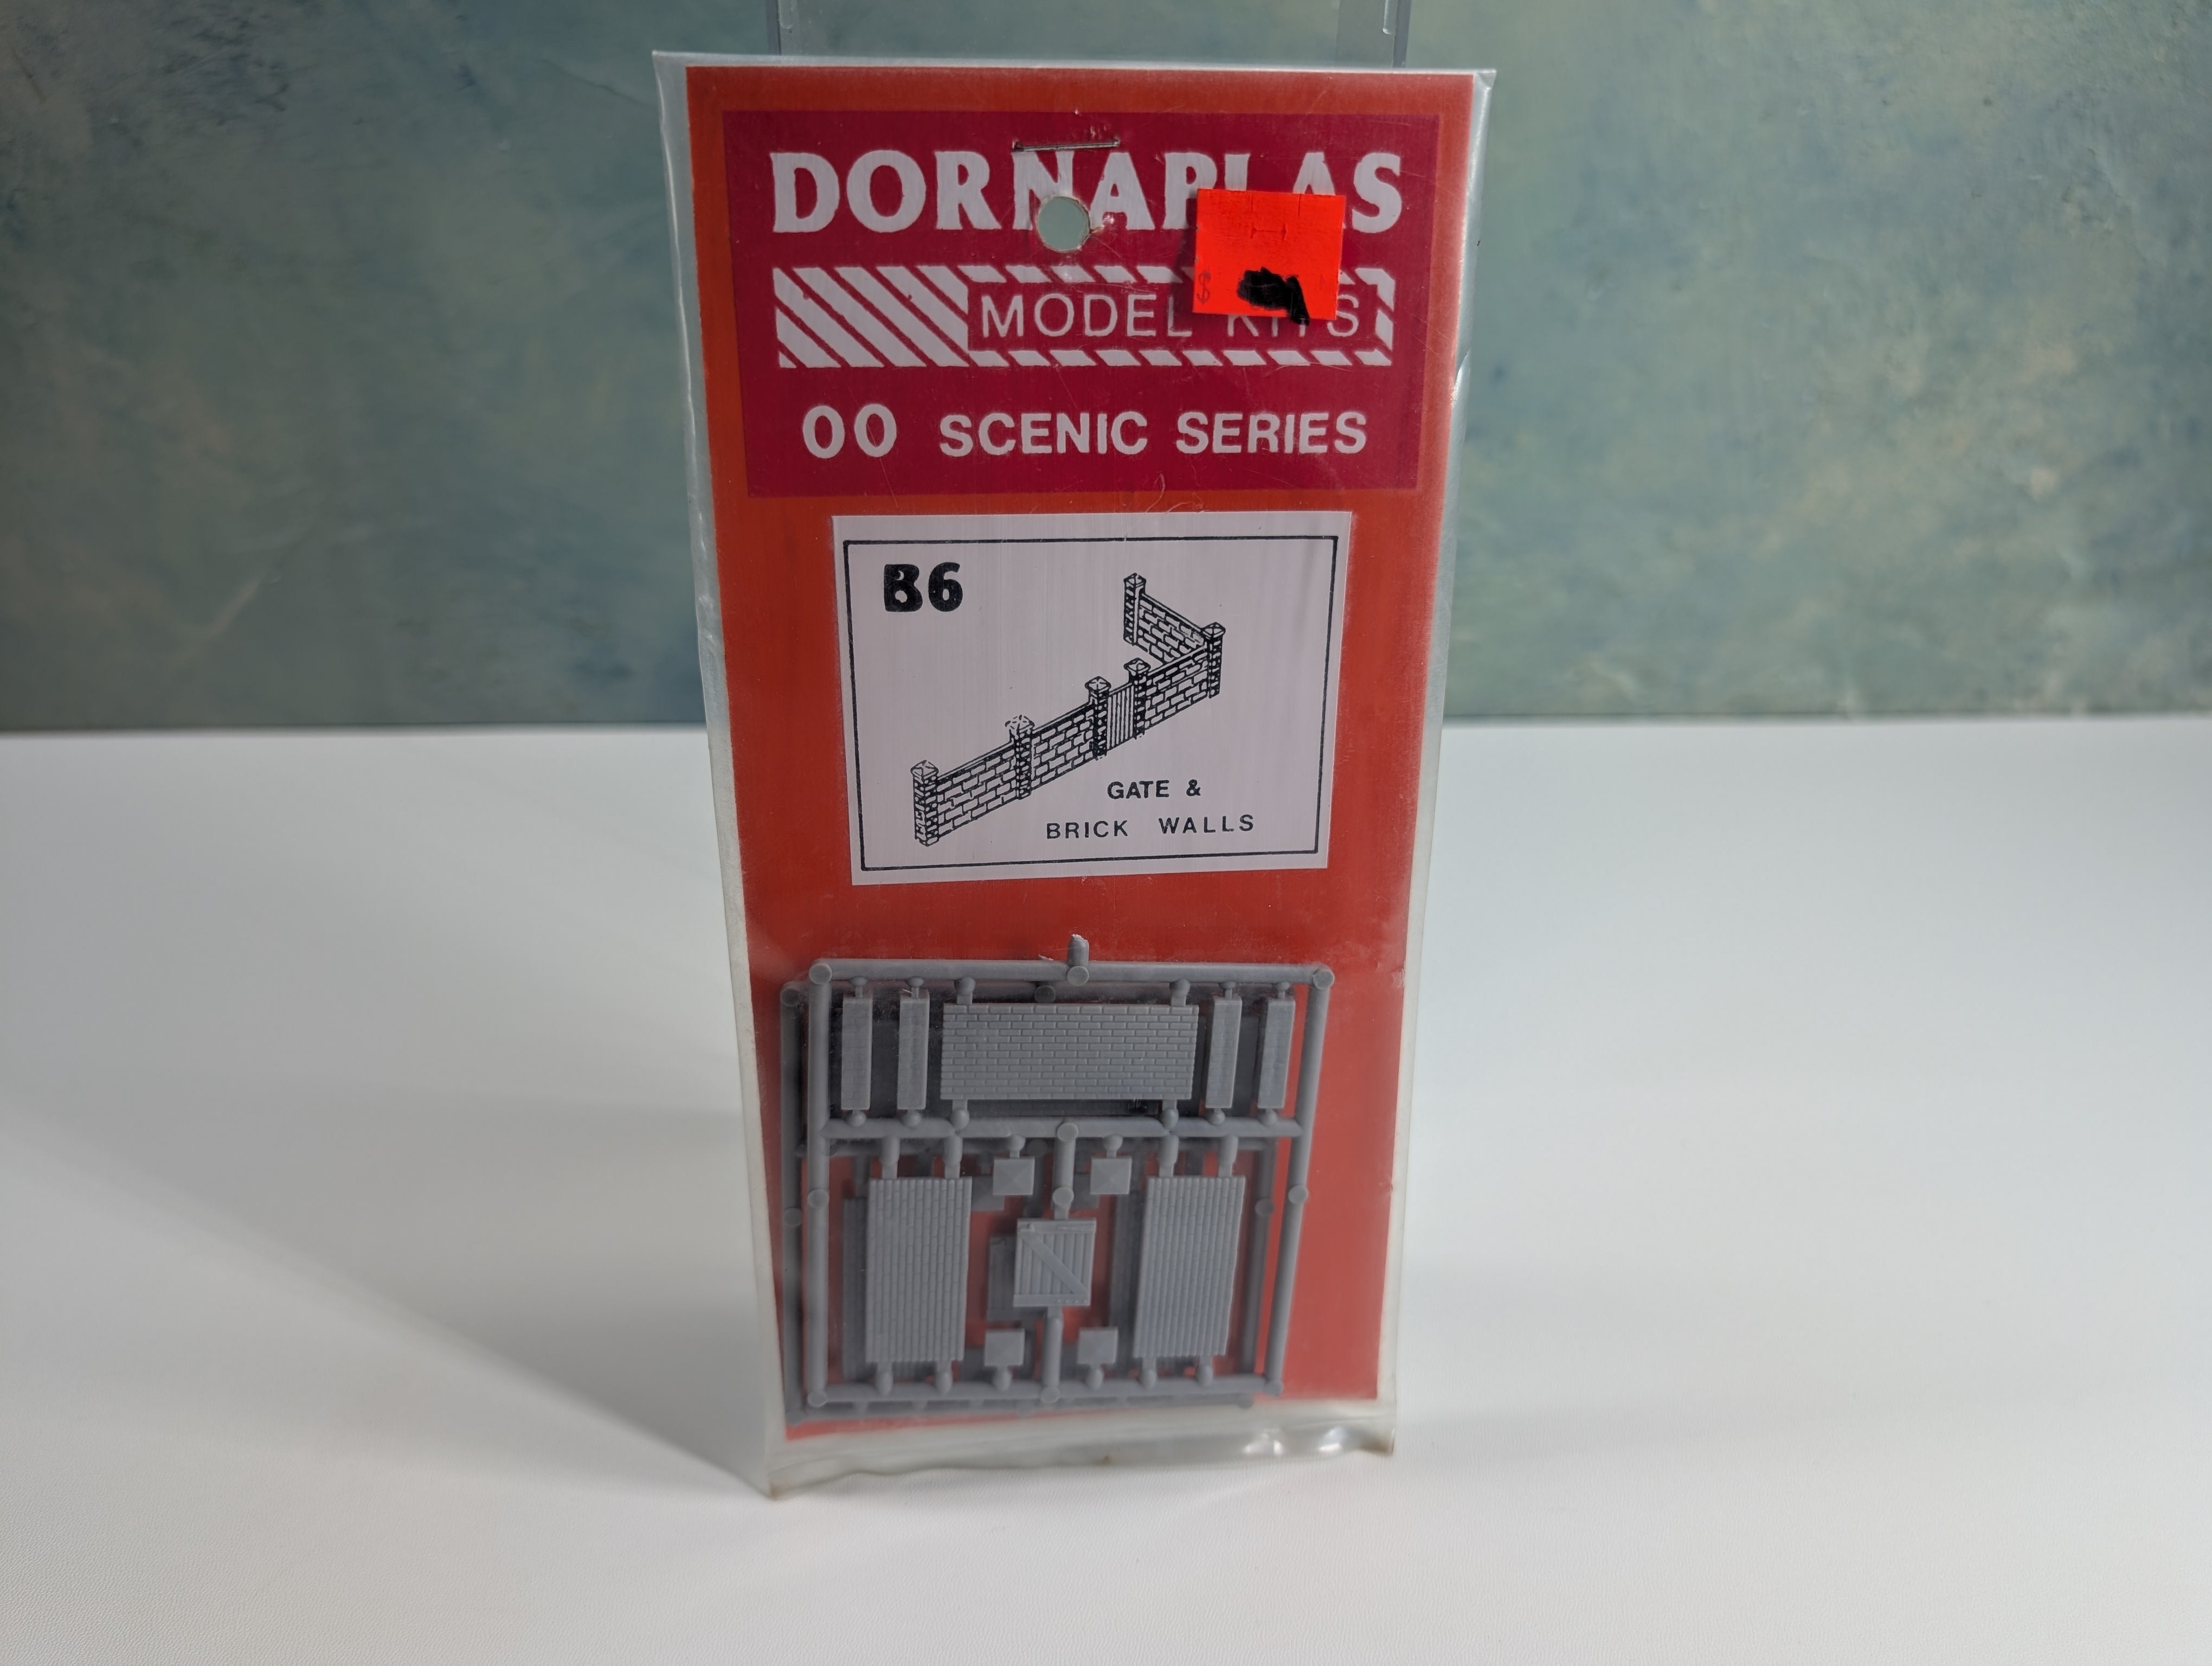 DORNAPLAS
MODEL KITS
00 SCENIC SERIES
B6
GATE &
BRICK WALLS
$